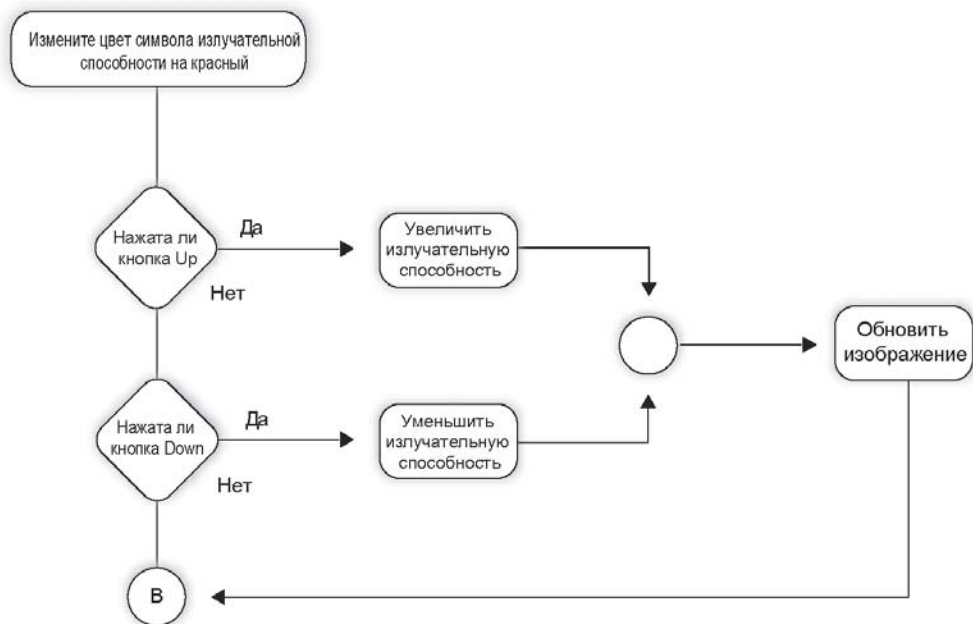 Измените цвет символа излучательной
способности на красный
Нажата ли
кнопка Up
Да
Увеличить
излучательную
способность
Нет
Обновить
изображение
Нажата ли
кнопка Down
Да
Уменьшить
излучательную
способность
Нет
B